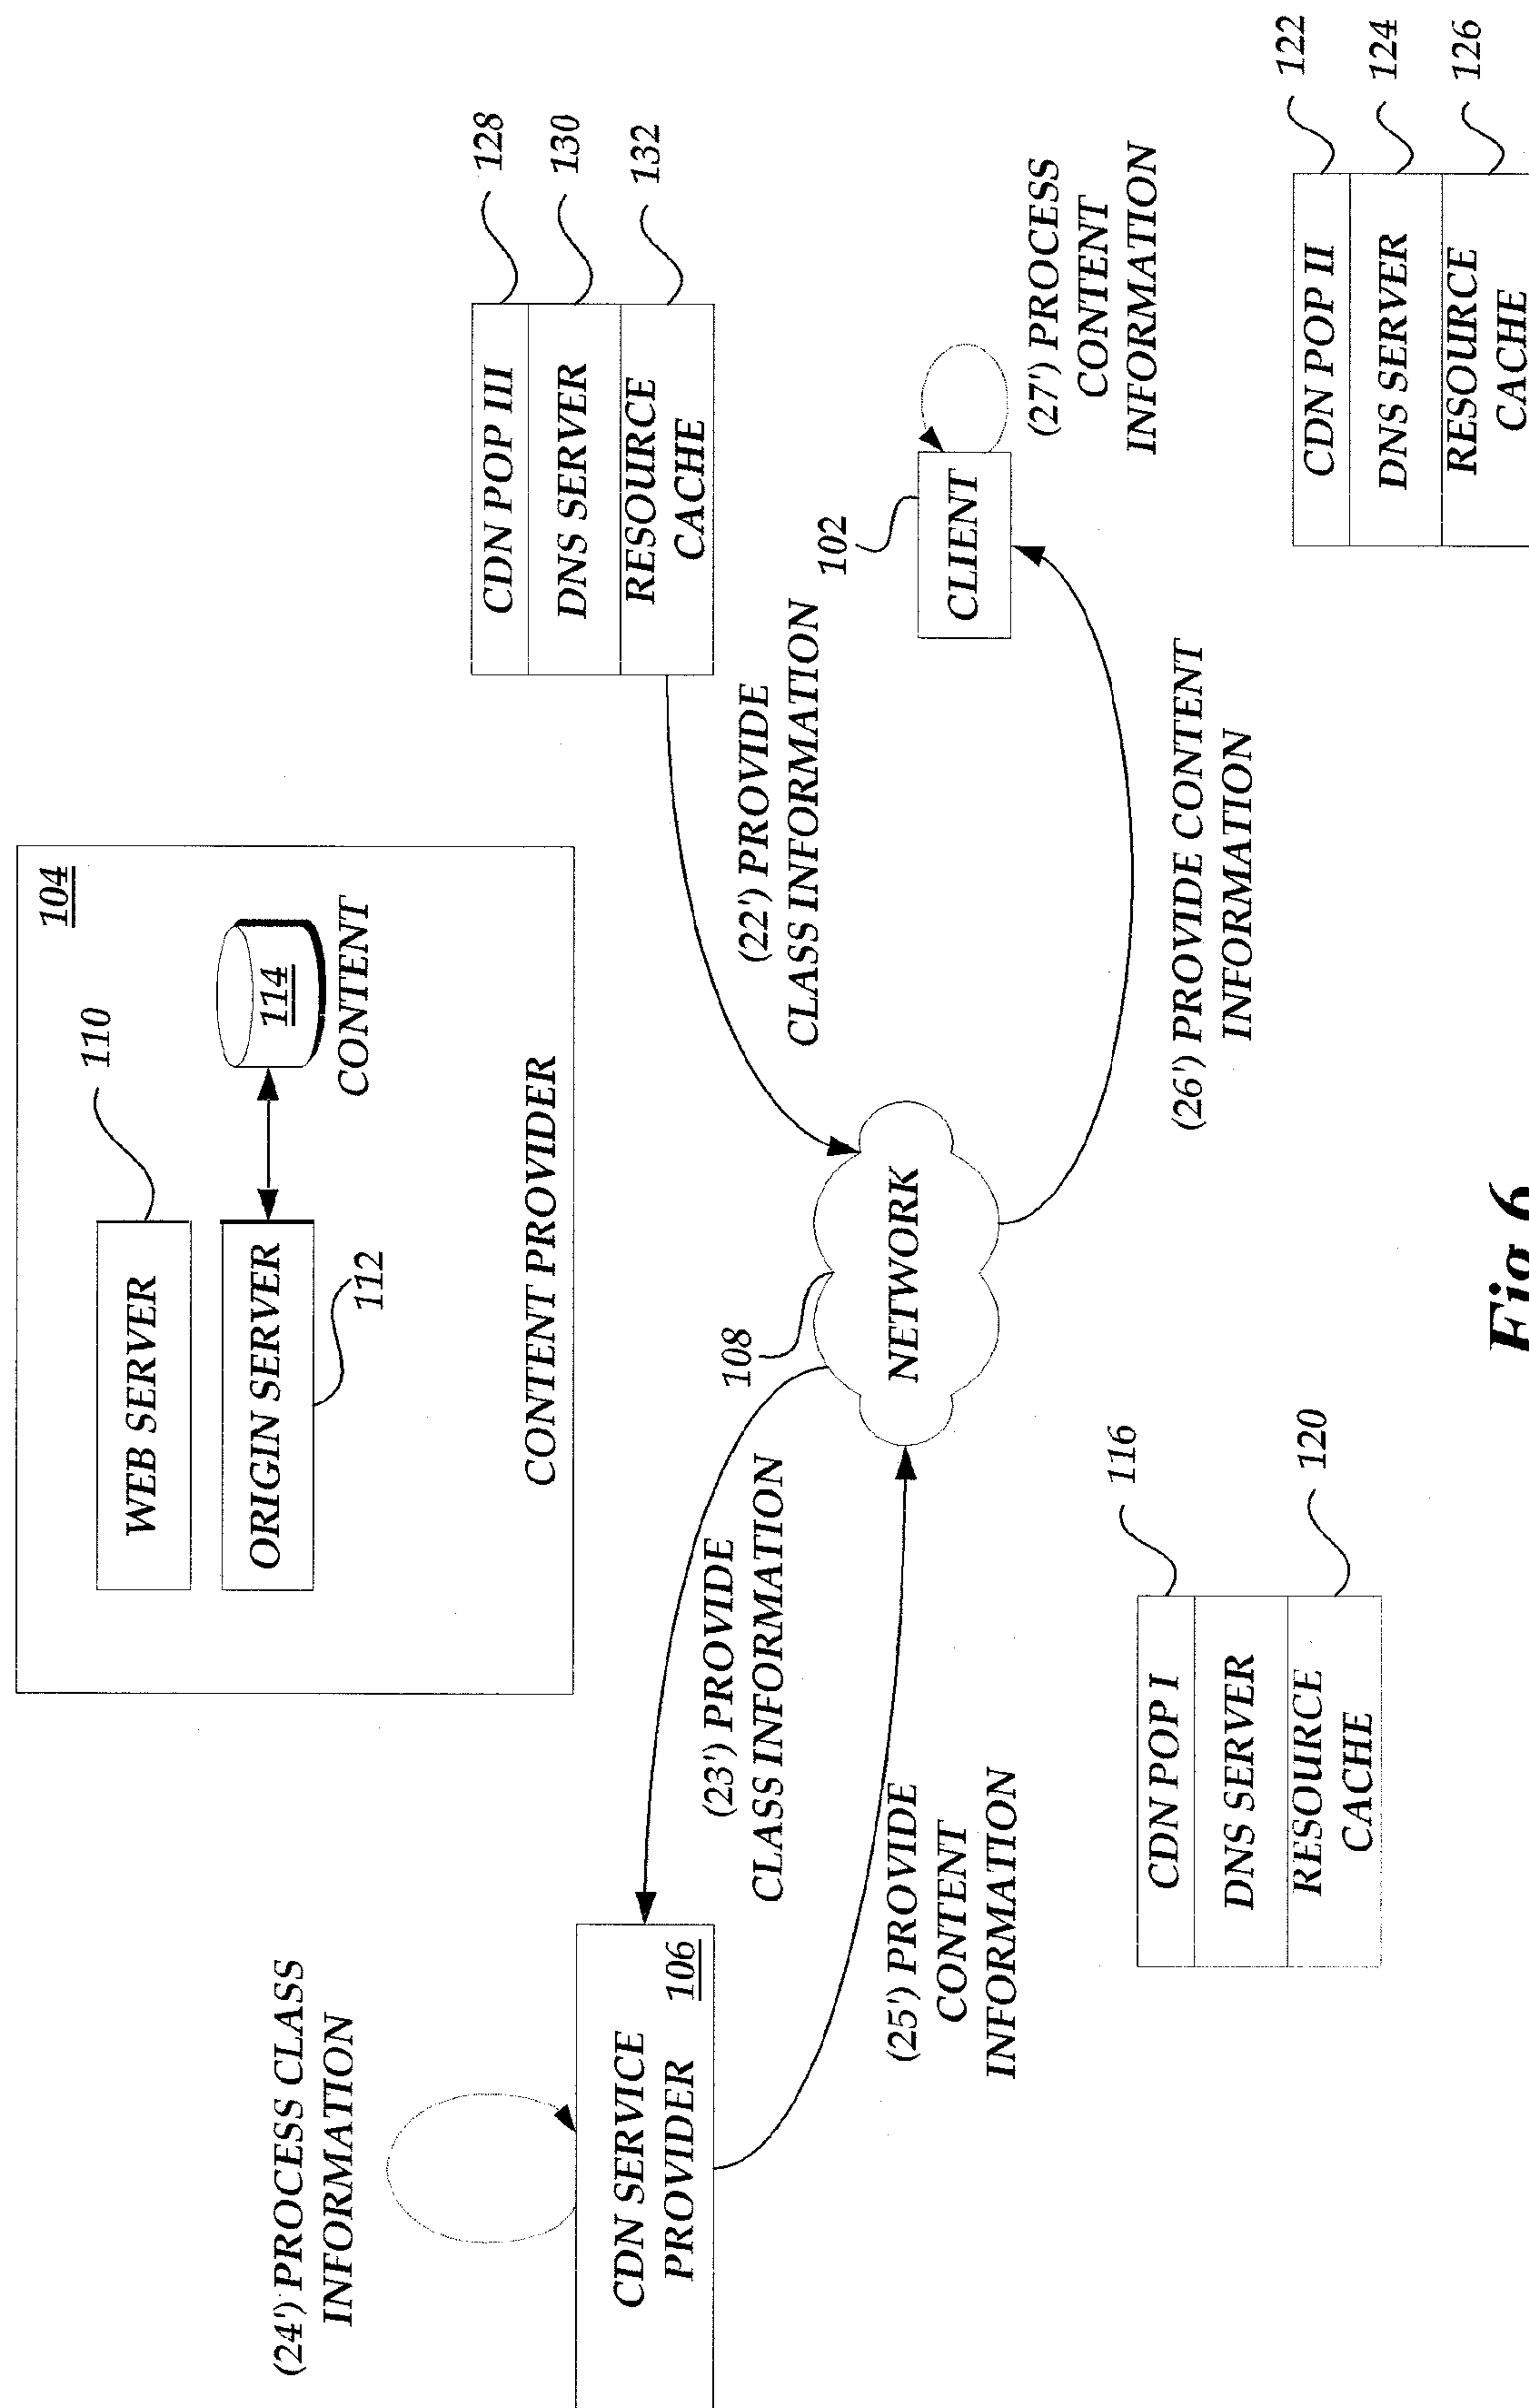 104
WEB SERVER
110
ORIGIN SERVER
112
114
CONTENT
CONTENT PROVIDER
(24') PROCESS CLASS
INFORMATION
CDN SERVICE
PROVIDER
106
(23') PROVIDE
CLASS INFORMATION
(25') PROVIDE
CONTENT
INFORMATION
108
NETWORK
(22') PROVIDE
CLASS INFORMATION
CDN POP III
128
DNS SERVER
130
RESOURCE
CACHE
132
102
CLIENT
(27') PROCESS
CONTENT
INFORMATION
(26') PROVIDE CONTENT
INFORMATION
CDN POP I
116
DNS SERVER
RESOURCE
CACHE
120
CDN POP II
122
DNS SERVER
124
RESOURCE
CACHE
126
Fig.6.